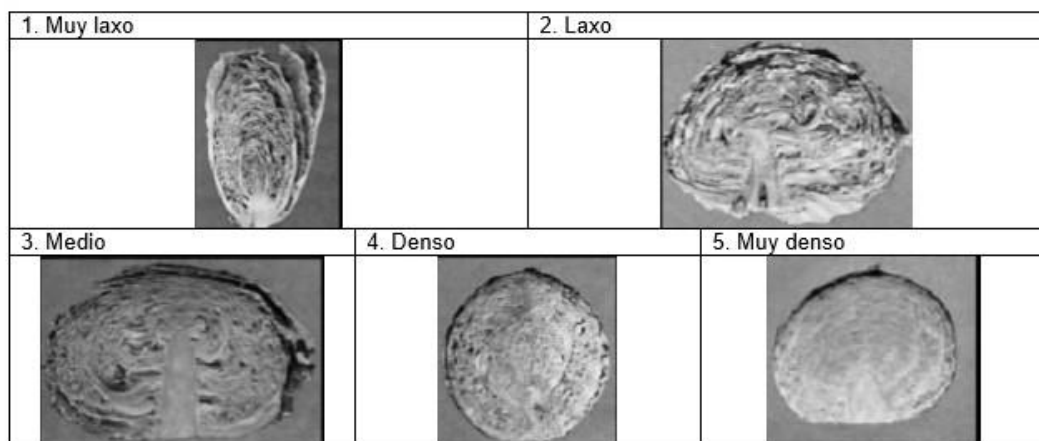 1. Muy laxo
2. Laxo
3. Medio
4. Denso
5. Muy denso